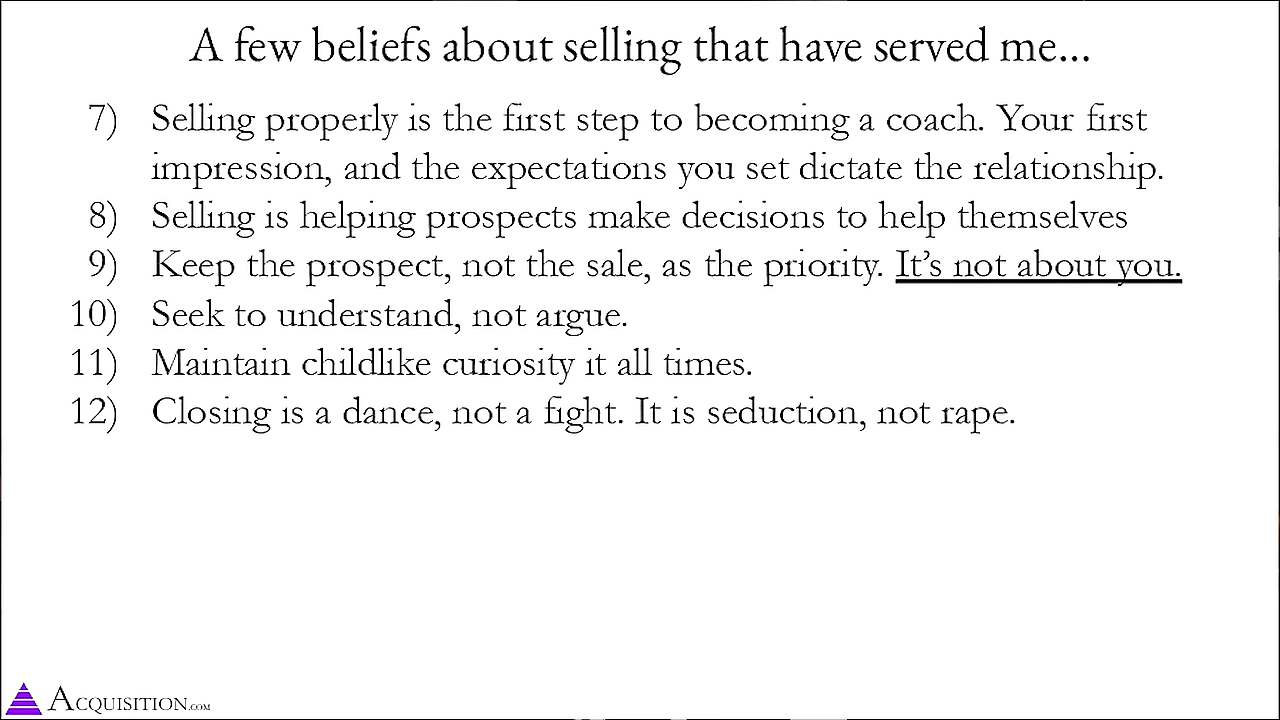 A few beliefs about selling that have served me...
7) Selling properly is the first step to becoming a coach. Your first
impression, and the expectations you set dictate the relationship.
8) Selling is helping prospects make decisions to help themselves
9) Keep the prospect, not the sale, as the priority. It's not about you.
10) Seek to understand, not argue.
11) Maintain childlike curiosity it all times.
12) Closing is a dance, not a fight. It is seduction, not rape.
ACQUISITION.COM